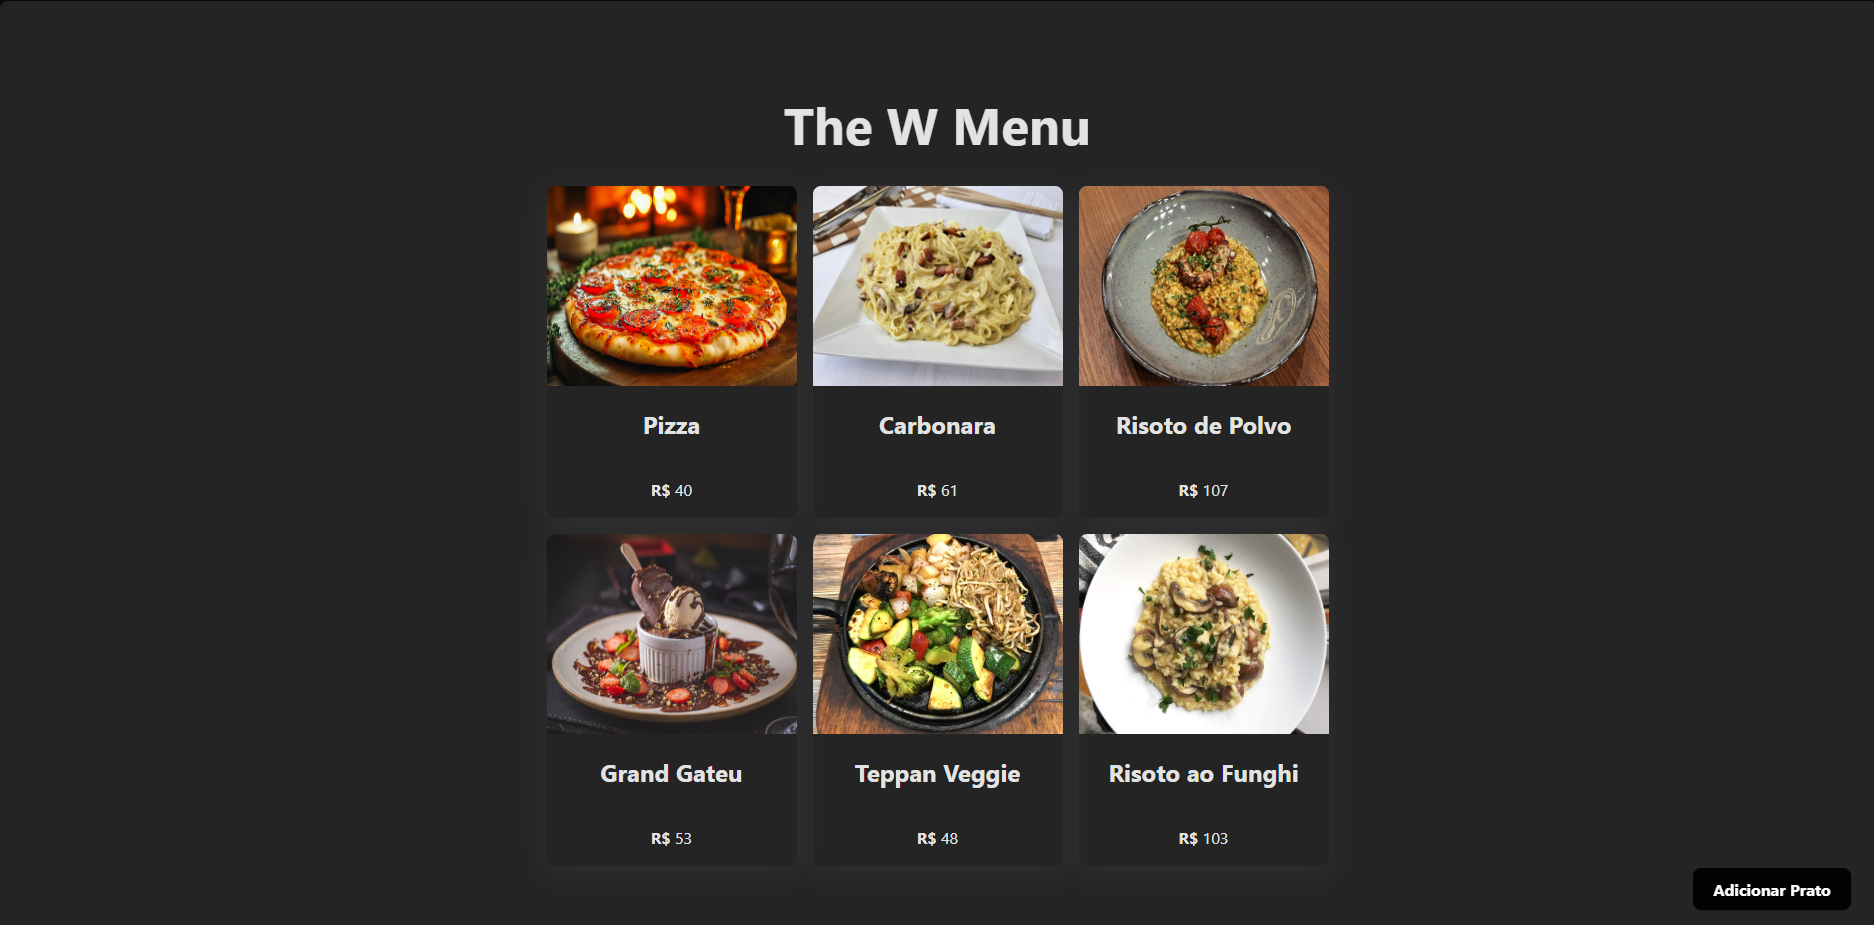 The W Menu
Pizza
R$ 40
Carbonara
R$ 61
Risoto de Polvo
R$ 107
Grand Gateu
R$ 53
Teppan Veggie
R$ 48
Risoto ao Funghi
R$ 103
Adicionar Prato